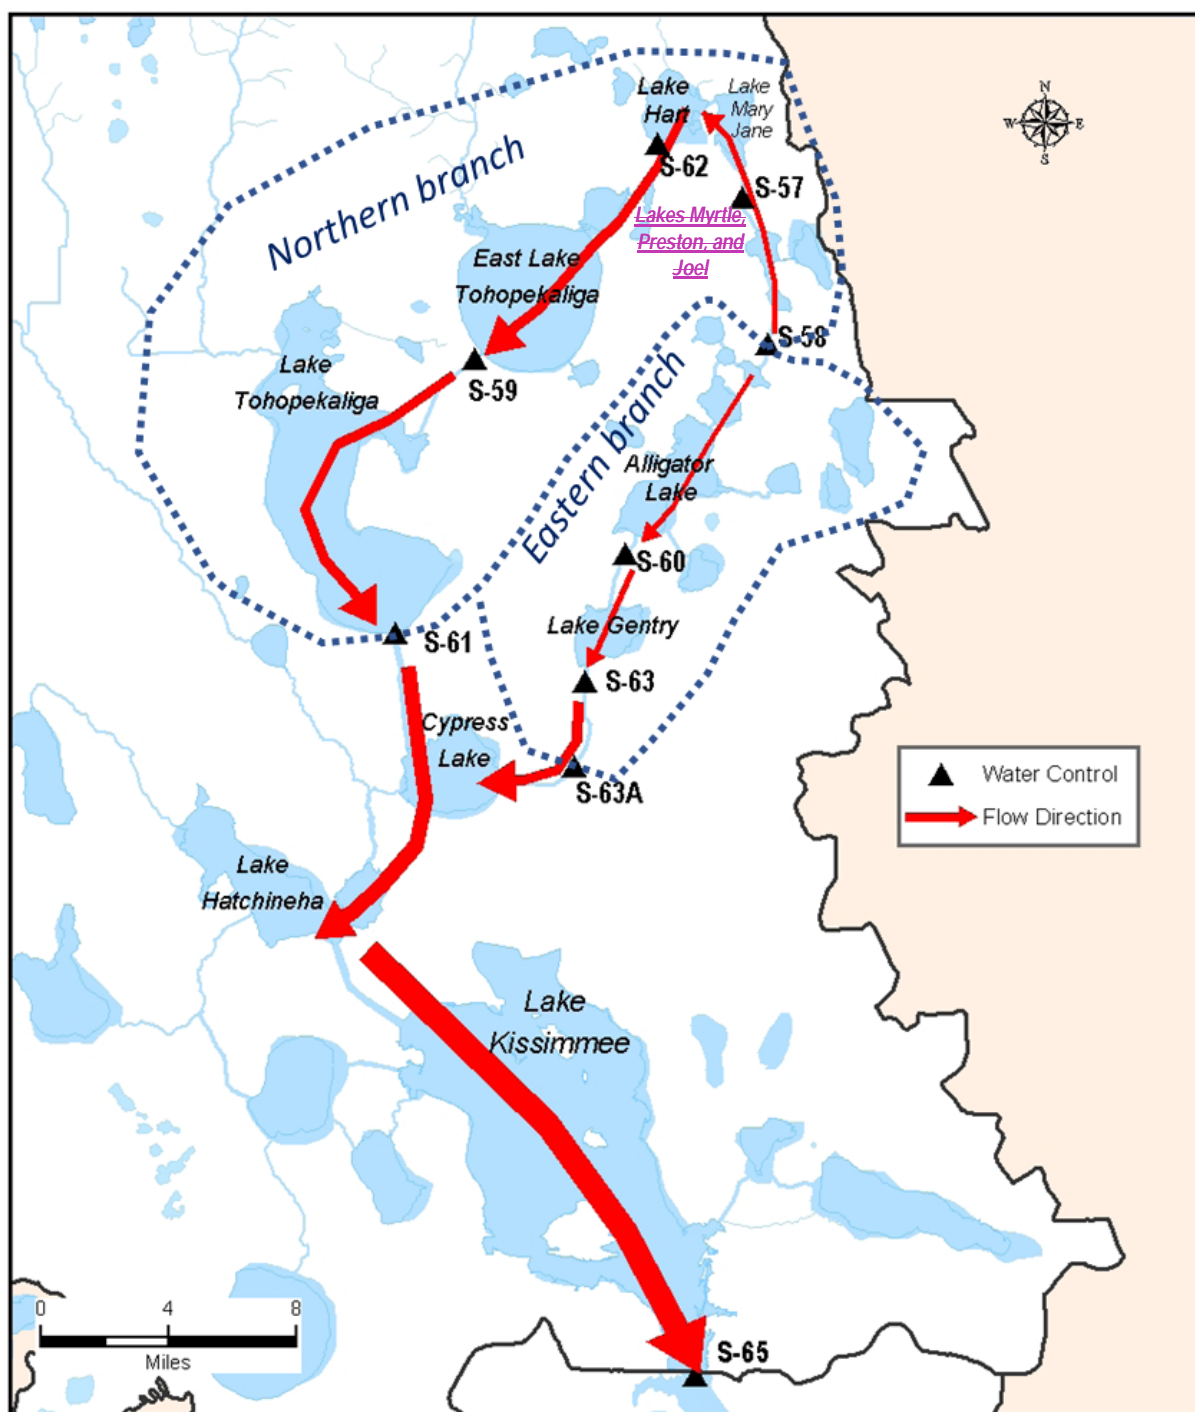 Lake
Hart
Lake
Mary
Jane
N
W
E
S
S-62
S-57
Northern branch
Lakes Myrtle,
Preston, and
Joel
East Lake
Tohopekaliga
S-58
Lake
Tohopekaliga
S-59
Eastern branch
Alligator
Lake
S-60
Lake Gentry
S-61
S-63
Cypress
Lake
S-63A
Water Control
Flow Direction
Lake
Hatchineha
Lake
Kissimmee
0 4 8
Miles
S-65